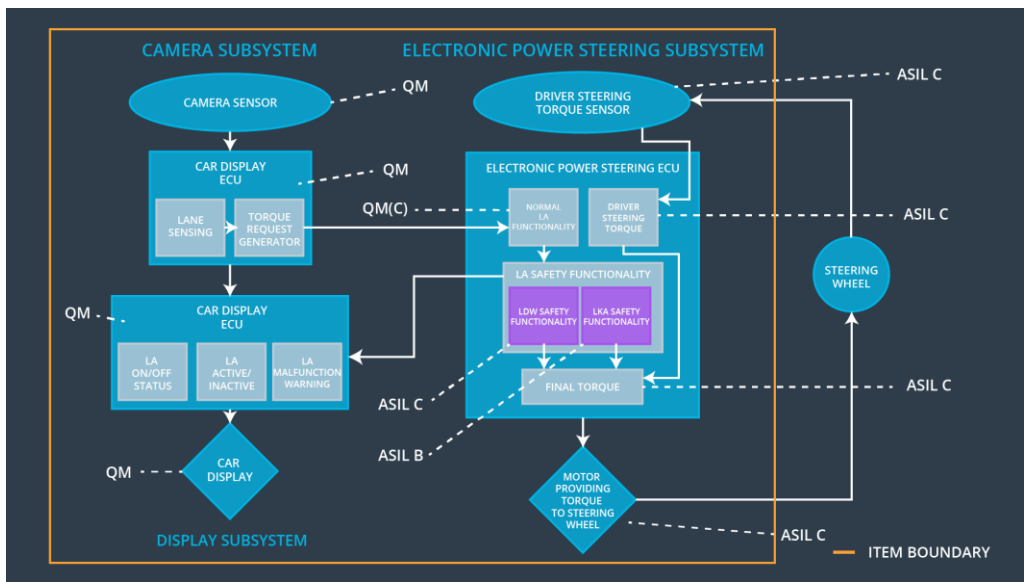 CAMERA SUBSYSTEM
ELECTRONIC POWER STEERING SUBSYSTEM
CAMERA SENSOR
QM
DRIVER STEERING
TORQUE SENSOR
ASIL C
CAR DISPLAY
ECU
QM
LANE
SENSING
TORQUE
REQUEST
GENERATOR
QM(C)
ELECTRONIC POWER STEERING ECU
NORMAL
LA
FUNCTIONALITY
DRIVER
STEERING
TORQUE
ASIL C
LA SAFETY FUNCTIONALITY
LDW SAFETY
FUNCTIONALITY
LKA SAFETY
FUNCTIONALITY
STEERING
WHEEL
QM
CAR DISPLAY
ECU
LA
ON/OFF
STATUS
LA
ACTIVE/
INACTIVE
LA
MALFUNCTION
WARNING
FINAL TORQUE
ASIL C
ASIL C
ASIL B
QM
CAR
DISPLAY
MOTOR
PROVIDING
TORQUE
TO STEERING
WHEEL
ASIL C
DISPLAY SUBSYSTEM
ITEM BOUNDARY